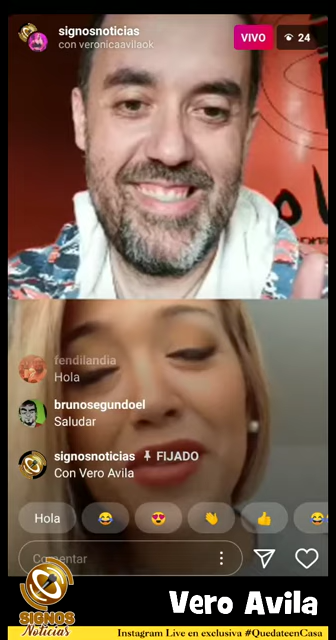 signosnoticias
con veronicaavilaok
VIVO
24
fendilandia
Hola
brunosegundoel
Saludar
signosnoticias FIJADO
Con Vero Avila
Hola
SIGNOS
Noticias
Vero Avila
Instagram Live en exclusiva #QuedateenCasa